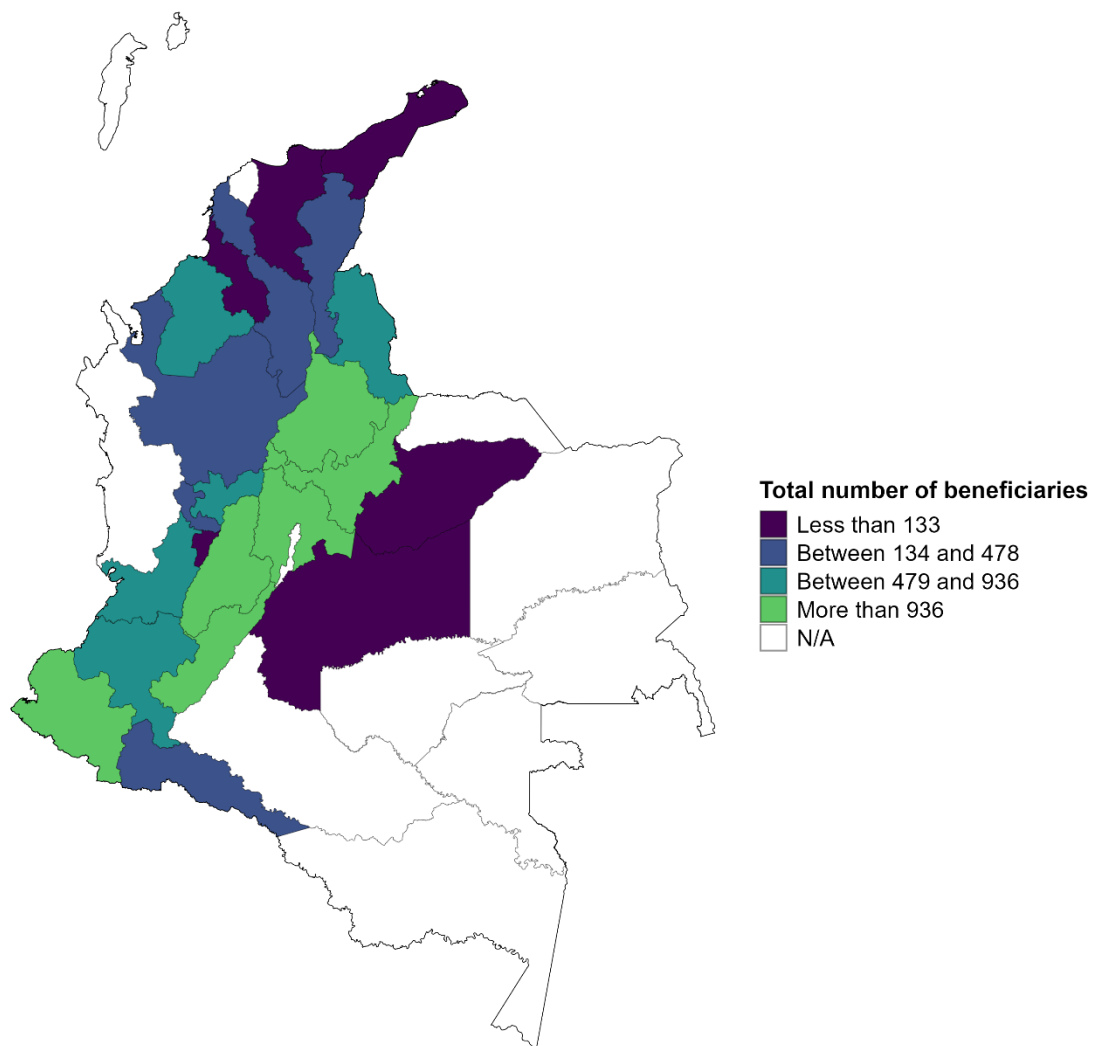 Total number of beneficiaries
Less than 133
Between 134 and 478
Between 479 and 936
More than 936
N/A